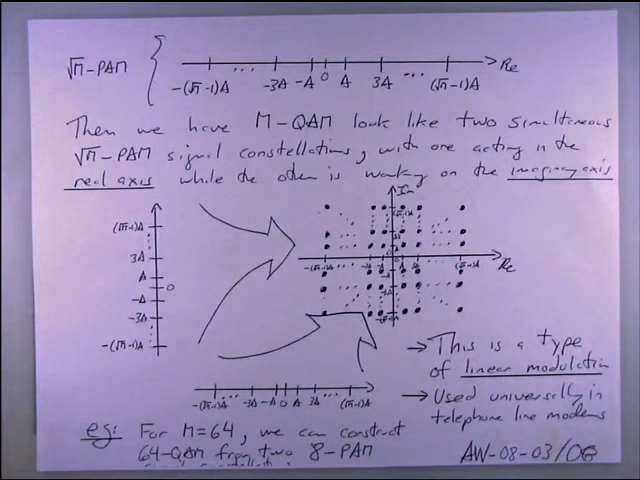 √M-PAM
Re
-(√M-1)A ... -3A -A 0 A 3A ... (√M-1)A
Then we have M-QAM look like two simultaneous
√M-PAM signal constellations, with one acting in the
real axis while the other is working on the imaginary axis
Im
(√M-1)A
3A
A
0
-A
-3A
-(√M-1)A
Re
-(√M-1)A
(√M-1)A
-(√M-1)A ... -3A -A 0 A 3A ... (√M-1)A
→ This is a type
of linear modulation
→ Used universally in
telephone line modems
eg: For M=64, we can construct
64-QAM from two 8-PAM
AW-08-03/08